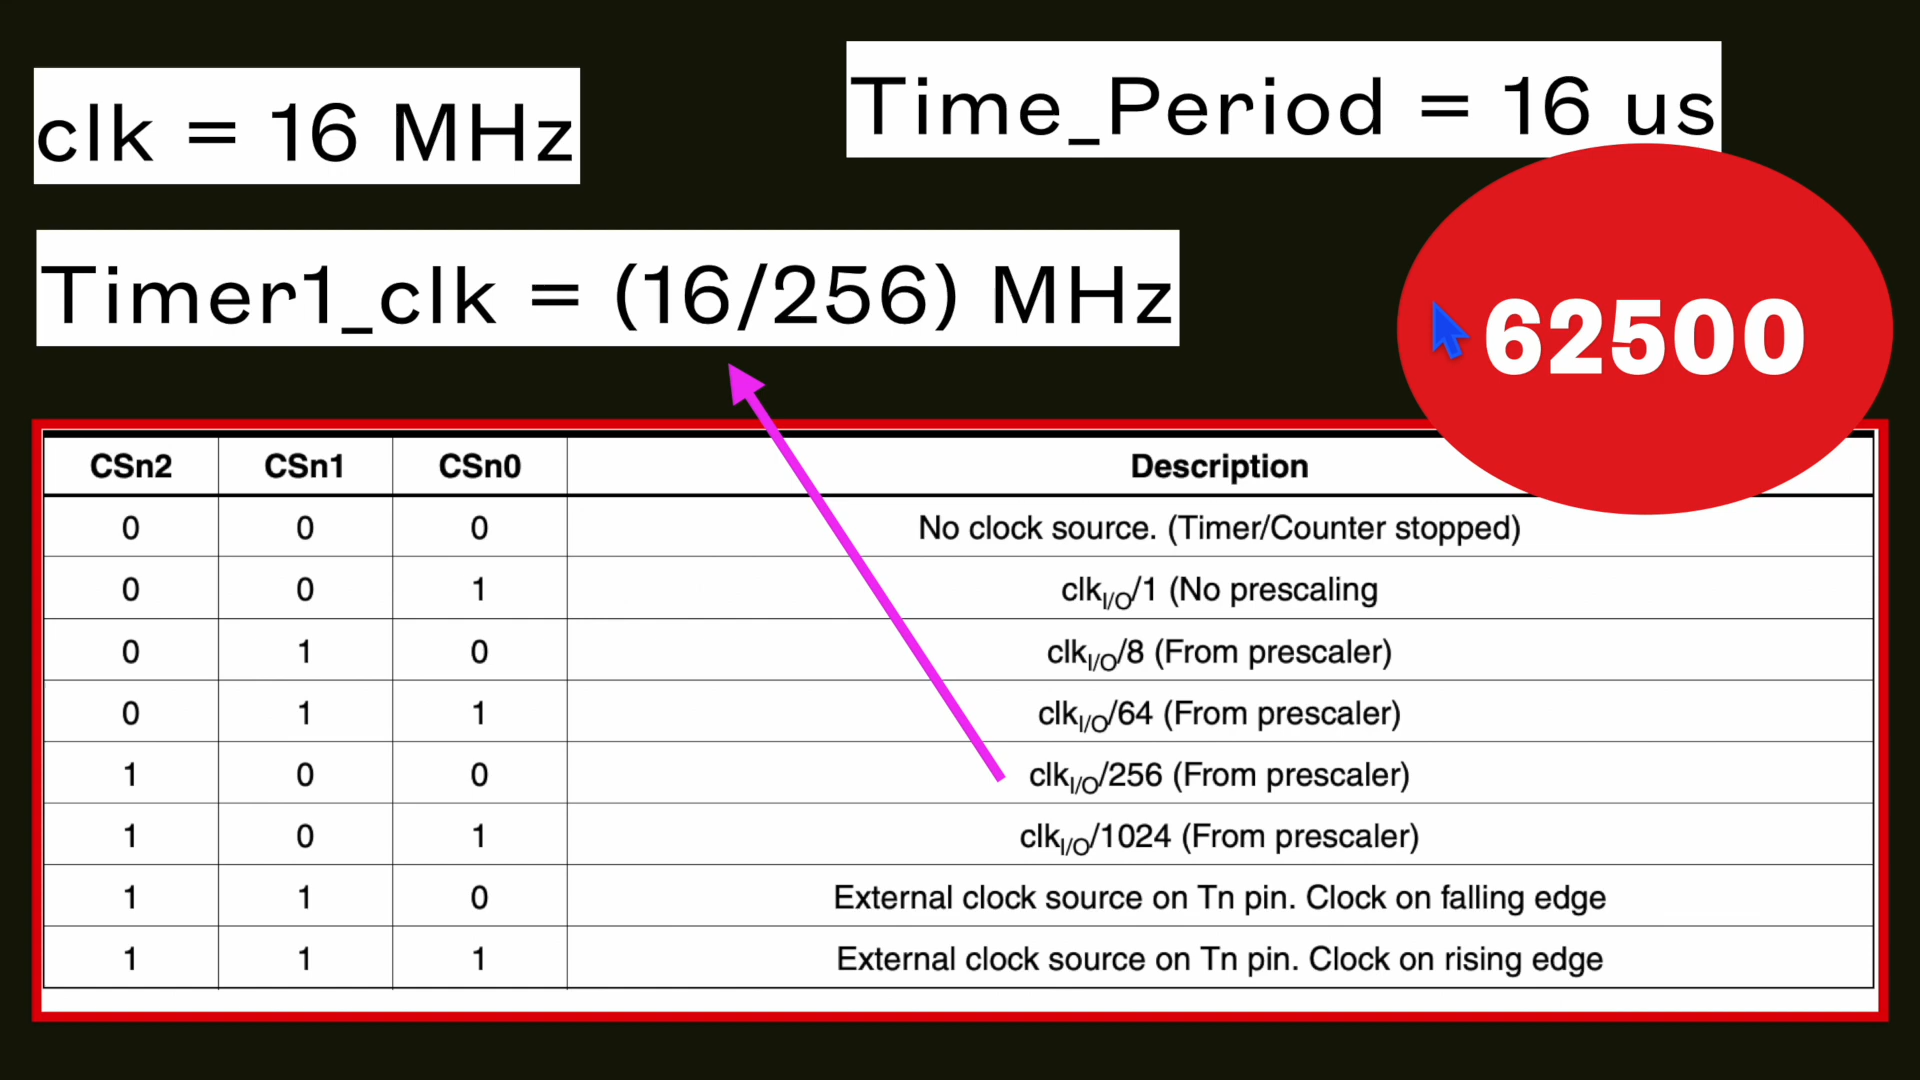 clk = 16 MHz
Time_Period = 16 us
Timer1_clk = (16/256) MHz
62500
CSn2 CSn1 CSn0 Description
0 0 0 No clock source. (Timer/Counter stopped)
0 0 1 clkI/O/1 (No prescaling
0 1 0 clkI/O/8 (From prescaler)
0 1 1 clkI/O/64 (From prescaler)
1 0 0 clkI/O/256 (From prescaler)
1 0 1 clkI/O/1024 (From prescaler)
1 1 0 External clock source on Tn pin. Clock on falling edge
1 1 1 External clock source on Tn pin. Clock on rising edge